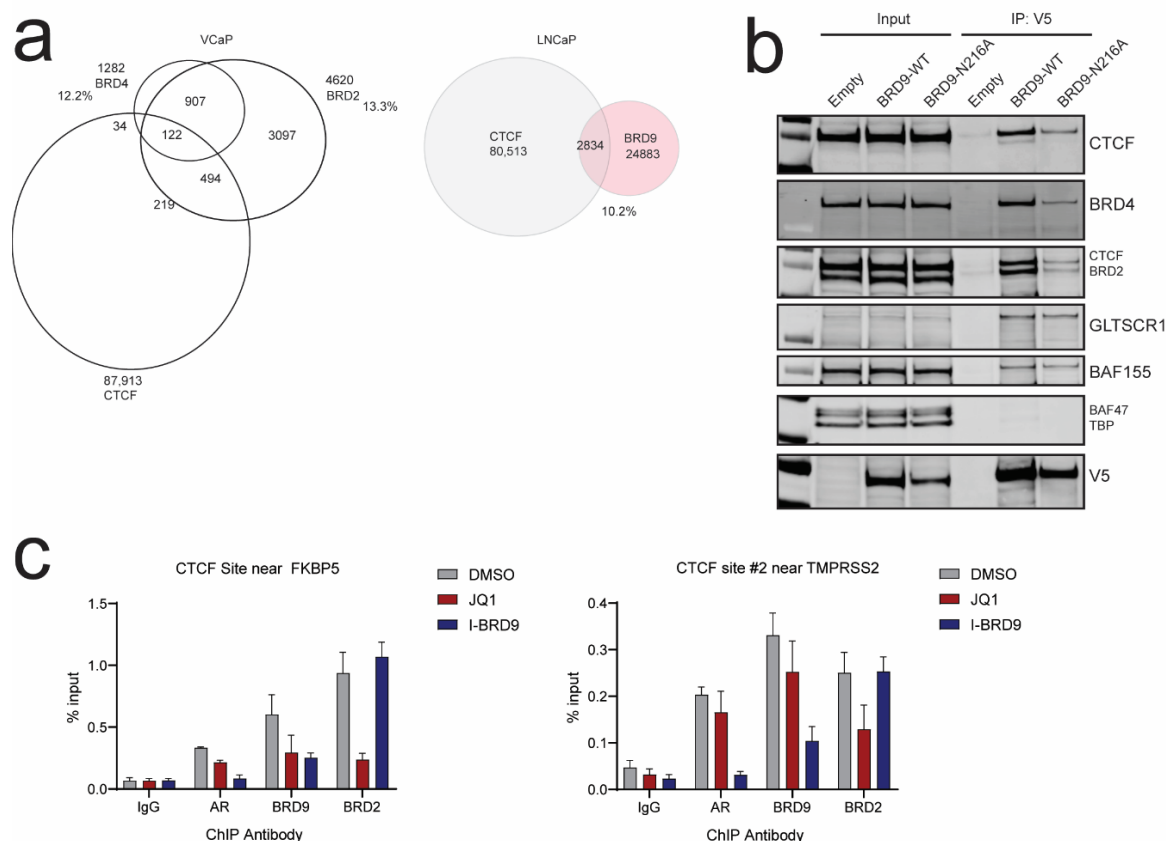 a
VCaP
1282
BRD4
12.2%
907
4620
BRD2
13.3%
34
122
3097
494
219
87,913
CTCF
LNCaP
CTCF
80,513
2834
BRD9
24883
10.2%
b
Input
IP: V5
Empty
BRD9-WT
BRD9-N216A
Empty
BRD9-WT
BRD9-N216A
CTCF
BRD4
CTCF
BRD2
GLTSCR1
BAF155
BAF47
TBP
V5
c
CTCF Site near FKBP5
DMSO
JQ1
I-BRD9
% input
1.5
1.0
0.5
0.0
IgG
AR
BRD9
BRD2
ChIP Antibody
CTCF site #2 near TMPRSS2
DMSO
JQ1
I-BRD9
% input
0.4
0.3
0.2
0.1
0.0
IgG
AR
BRD9
BRD2
ChIP Antibody